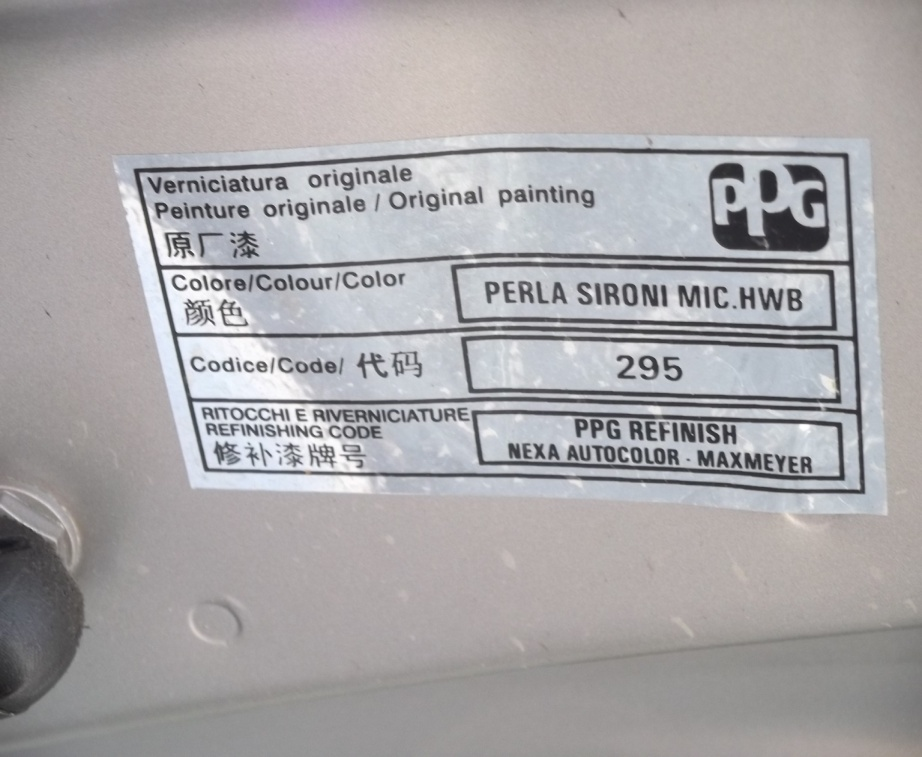 Verniciatura originale
Peinture originale / Original painting
原厂漆
PPG
Colore/Colour/Color
颜色
PERLA SIRONI MIC.HWB
Codice/Code/ 代码
295
RITOCCHI E RIVERNICIATURE
REFINISHING CODE
修补漆牌号
PPG REFINISH
NEXA AUTOCOLOR - MAXMEYER